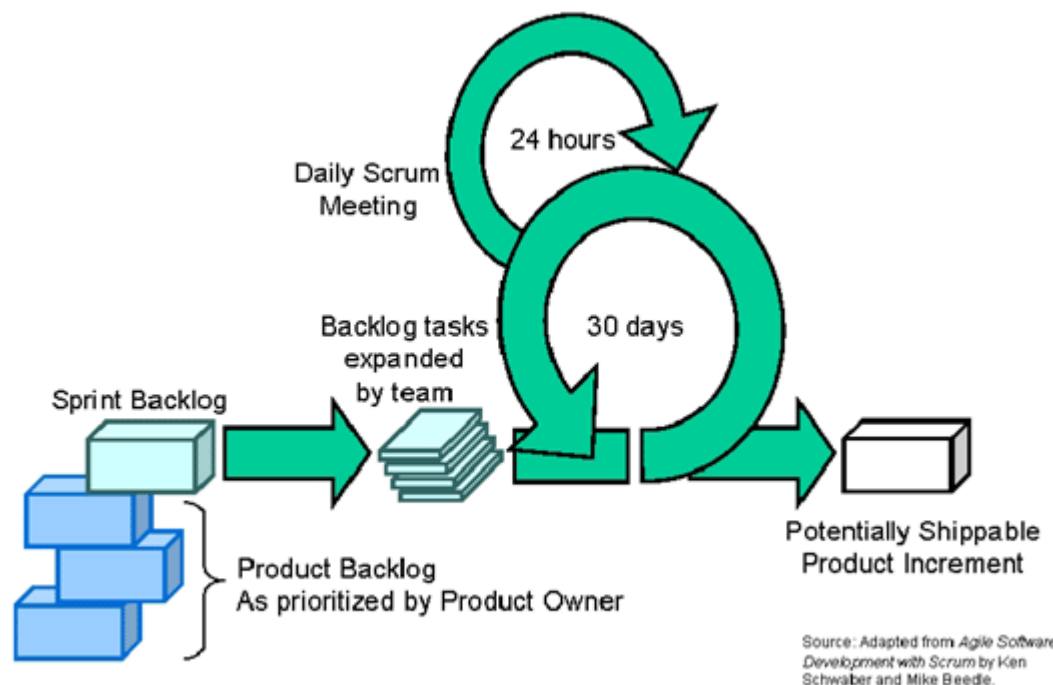 24 hours
Daily Scrum
Meeting
30 days
Backlog tasks
expanded
by team
Sprint Backlog
Potentially Shippable
Product Increment
Product Backlog
As prioritized by Product Owner
Source: Adapted from Agile Software
Development with Scrum by Ken
Schwaber and Mike Beedle.